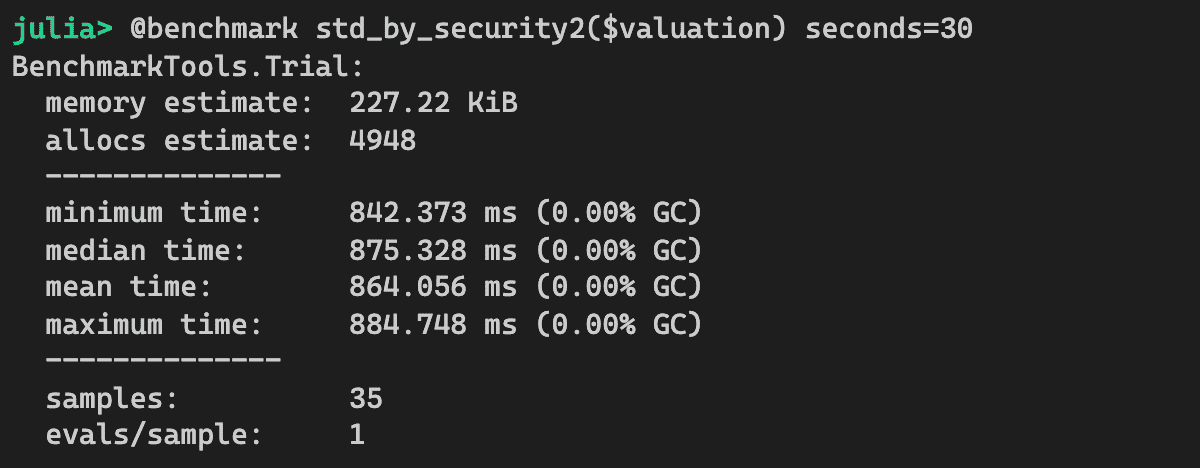 julia> @benchmark std_by_security2($valuation) seconds=30
BenchmarkTools.Trial:
  memory estimate:  227.22 KiB
  allocs estimate:  4948
  --------------
  minimum time:     842.373 ms (0.00% GC)
  median time:      875.328 ms (0.00% GC)
  mean time:        864.056 ms (0.00% GC)
  maximum time:     884.748 ms (0.00% GC)
  --------------
  samples:          35
  evals/sample:     1